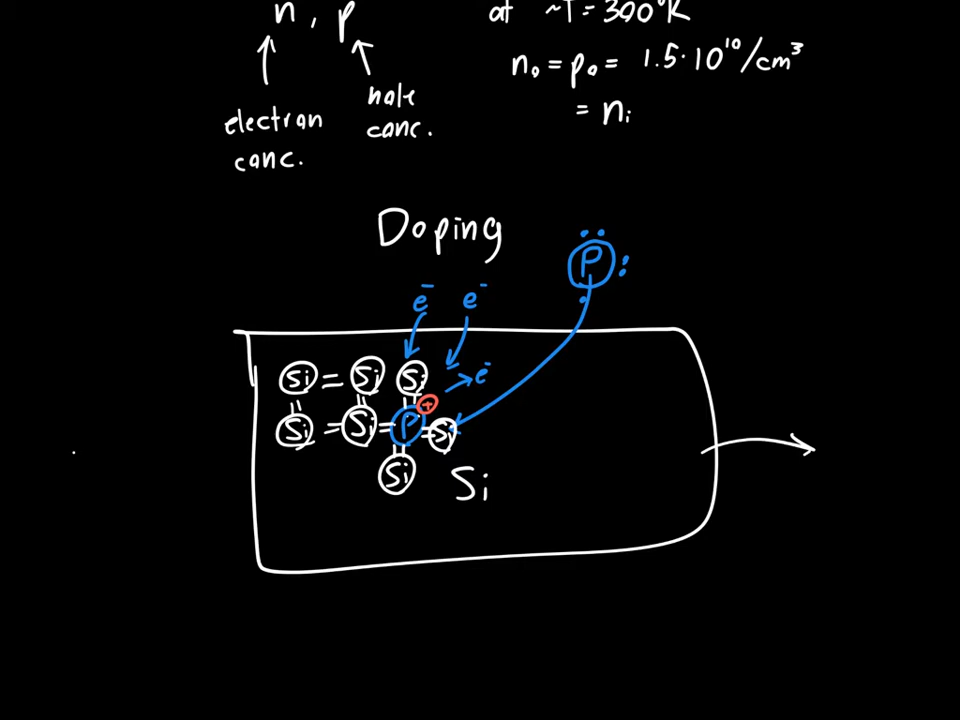 n , p
at ~T = 300°K
n₀ = p₀ = 1.5·10¹⁰/cm³
= nᵢ
electron
conc.
hole
conc.
Doping
P
e⁻ e⁻
Si = Si Si
e⁻
+
Si = Si = P = Si
Si
Si